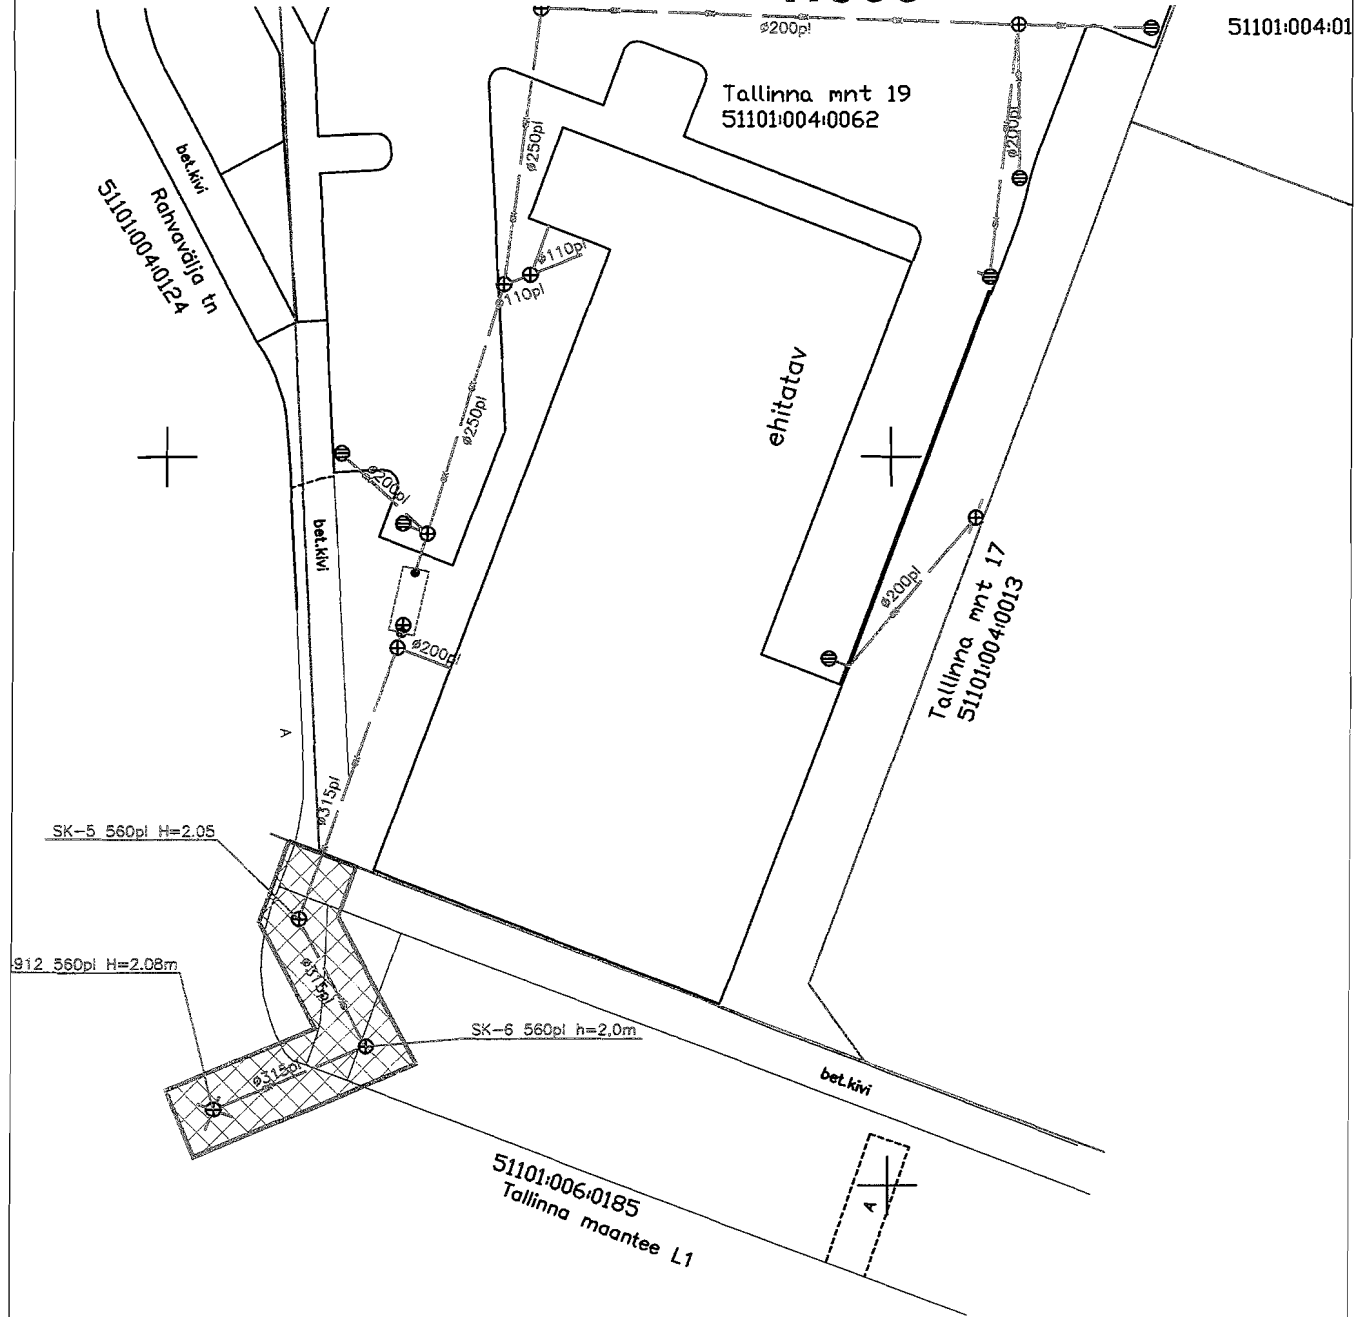 51101:004:01
ø200pl
Tallinna mnt 19
51101:004:0062
ø250pl
ø200pl
bet.kivi
Rahvavälja tn
51101:004:0124
ø110pl
110pl
ehitatav
ø250pl
ø200pl
bet.kivi
ø200pl
Tallinna mnt 17
51101:004:0013
ø200pl
A
ø315pl
SK-5 560pl H=2.05
912 560pl H=2.08m
ø315pl
SK-6 560pl h=2.0m
ø315pl
bet.kivi
51101:006:0185
Tallinna maantee L1
A